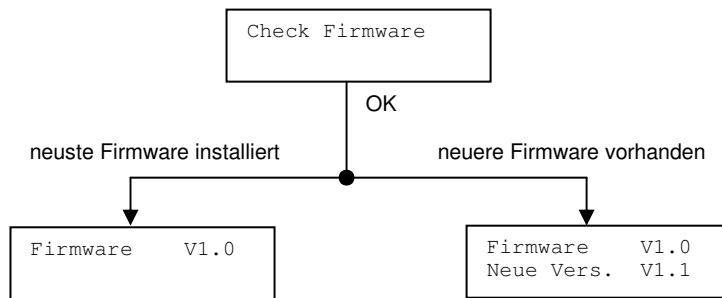 Check Firmware
OK
neuste Firmware installiert
neuere Firmware vorhanden
Firmware V1.0
Firmware V1.0
Neue Vers. V1.1